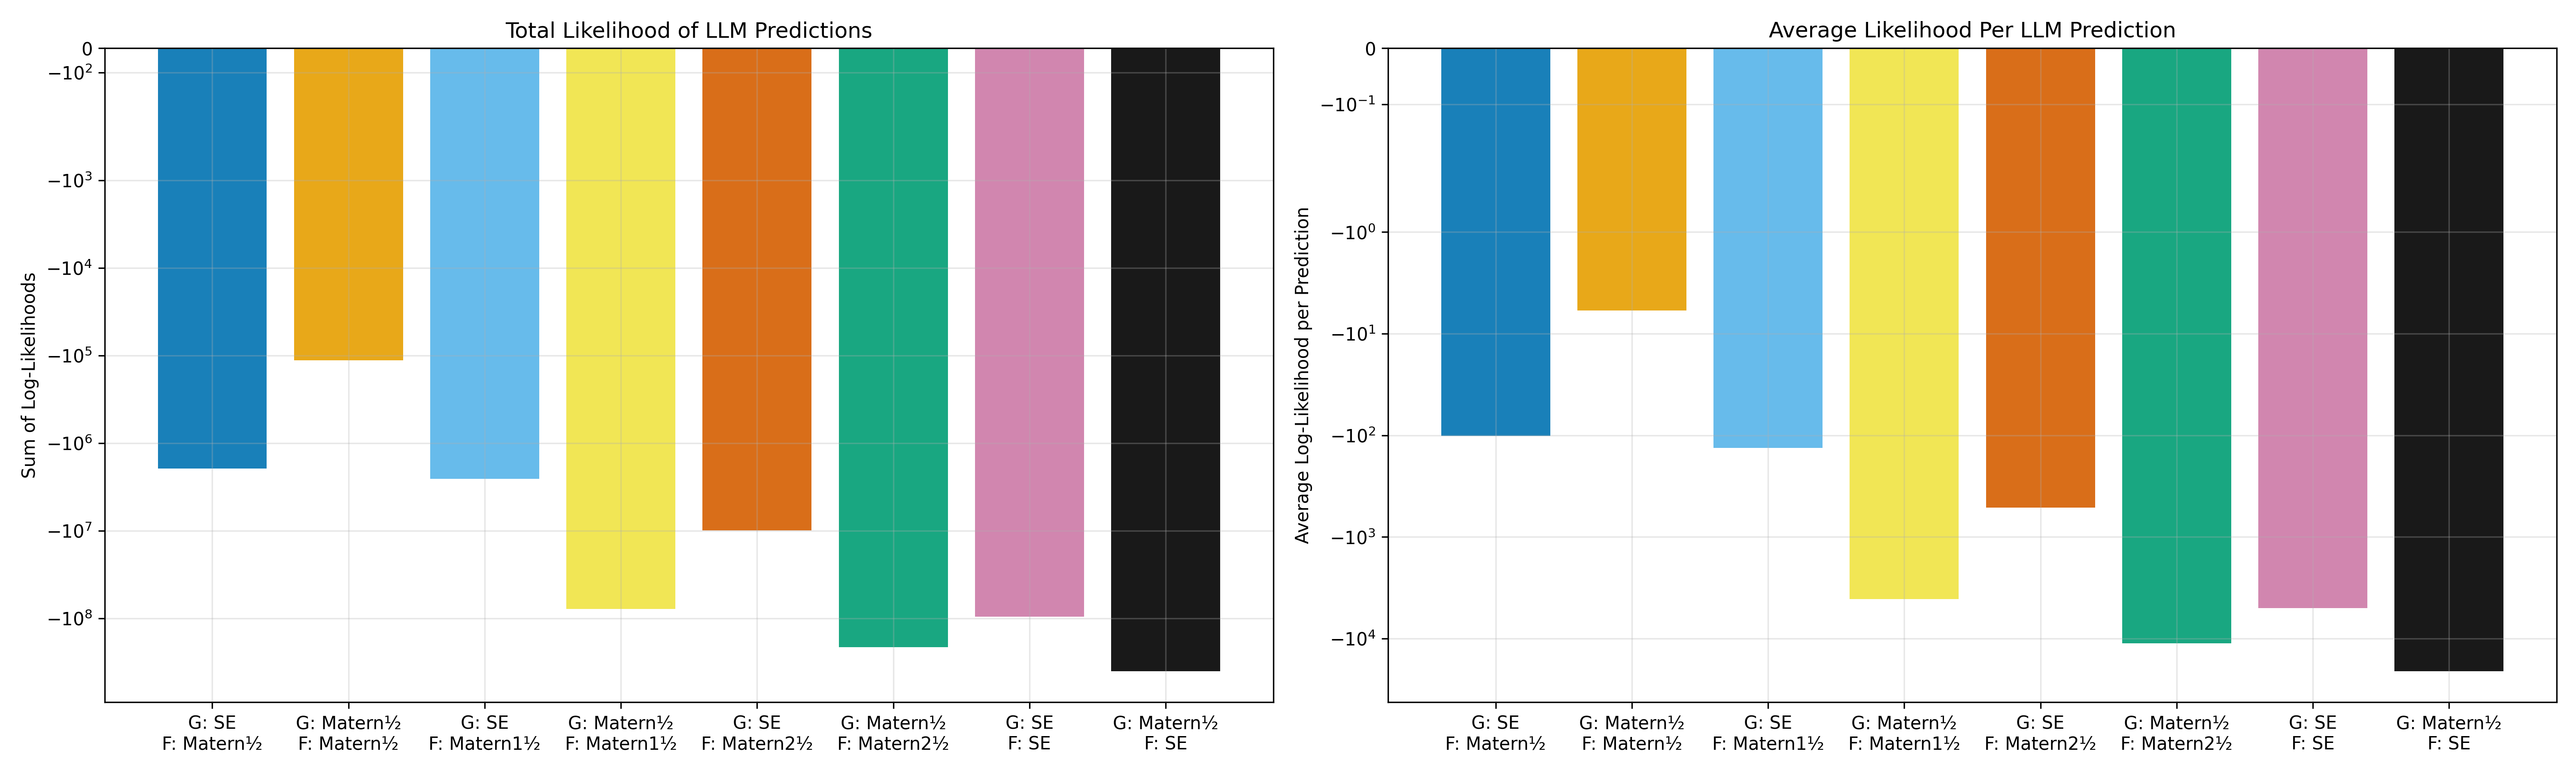 Total Likelihood of LLM Predictions
Sum of Log-Likelihoods
0
−10²
−10³
−10⁴
−10⁵
−10⁶
−10⁷
−10⁸
G: SE
F: Matern½
G: Matern½
F: Matern½
G: SE
F: Matern1½
G: Matern½
F: Matern1½
G: SE
F: Matern2½
G: Matern½
F: Matern2½
G: SE
F: SE
G: Matern½
F: SE
Average Likelihood Per LLM Prediction
Average Log-Likelihood per Prediction
0
−10⁻¹
−10⁰
−10¹
−10²
−10³
−10⁴
G: SE
F: Matern½
G: Matern½
F: Matern½
G: SE
F: Matern1½
G: Matern½
F: Matern1½
G: SE
F: Matern2½
G: Matern½
F: Matern2½
G: SE
F: SE
G: Matern½
F: SE